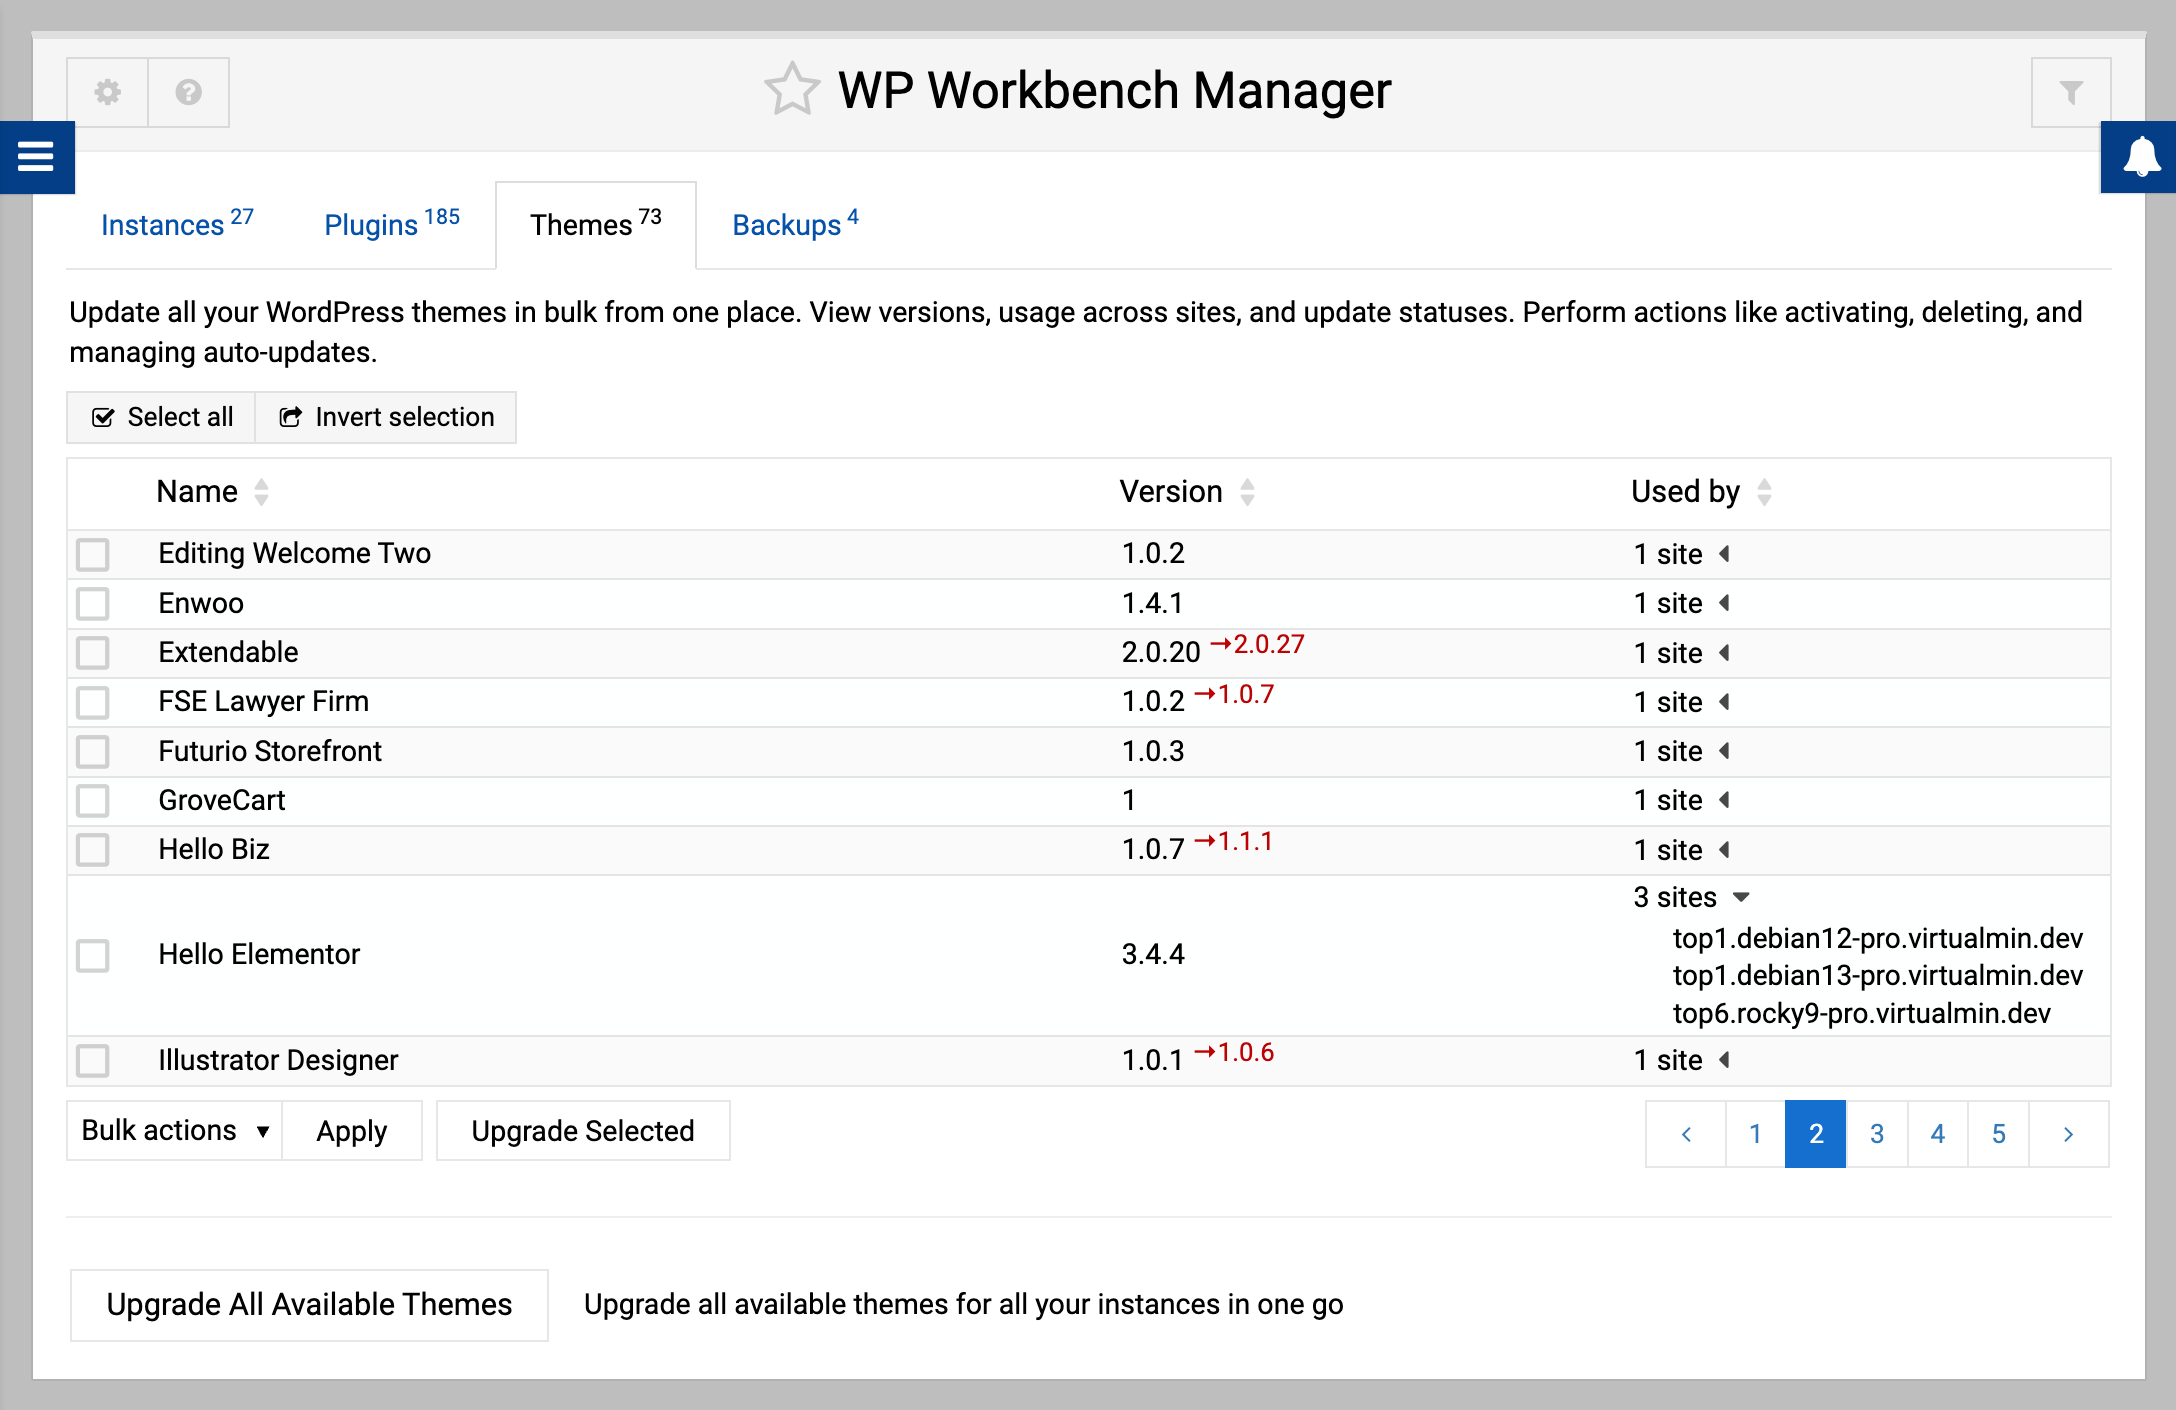 WP Workbench Manager
Instances 27 Plugins 185 Themes 73 Backups 4
Update all your WordPress themes in bulk from one place. View versions, usage across sites, and update statuses. Perform actions like activating, deleting, and
managing auto-updates.
Select all Invert selection
Name Version Used by
Editing Welcome Two 1.0.2 1 site
Enwoo 1.4.1 1 site
Extendable 2.0.20 →2.0.27 1 site
FSE Lawyer Firm 1.0.2 →1.0.7 1 site
Futurio Storefront 1.0.3 1 site
GroveCart 1 1 site
Hello Biz 1.0.7 →1.1.1 1 site
Hello Elementor 3.4.4 3 sites
top1.debian12-pro.virtualmin.dev
top1.debian13-pro.virtualmin.dev
top6.rocky9-pro.virtualmin.dev
Illustrator Designer 1.0.1 →1.0.6 1 site
Bulk actions Apply Upgrade Selected ‹ 1 2 3 4 5 ›
Upgrade All Available Themes Upgrade all available themes for all your instances in one go